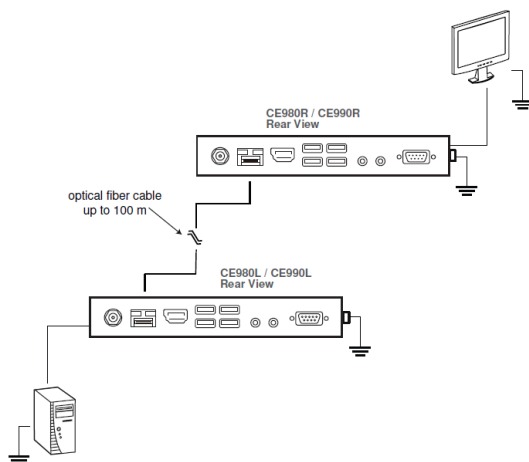 CE980R / CE990R
Rear View
optical fiber cable
up to 100 m
CE980L / CE990L
Rear View